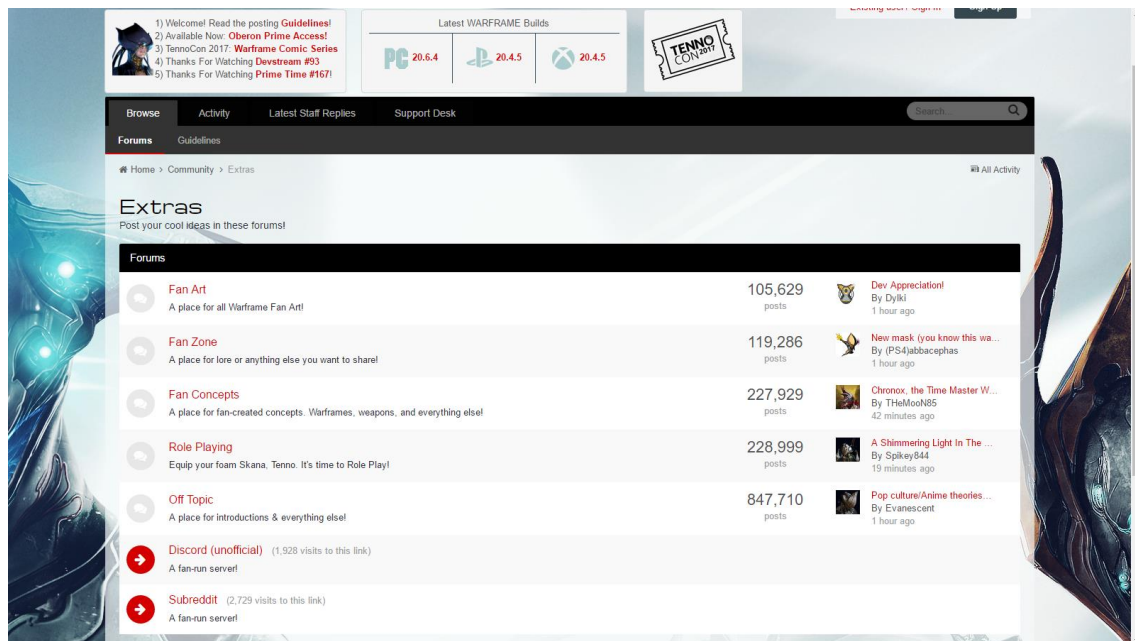 Existing user? Sign In
Sign Up
1) Welcome! Read the posting Guidelines!
2) Available Now: Oberon Prime Access!
3) TennoCon 2017: Warframe Comic Series
4) Thanks For Watching Devstream #93
5) Thanks For Watching Prime Time #167!
Latest WARFRAME Builds
PC 20.6.4
20.4.5
20.4.5
TENNO
CON 2017
Browse
Activity
Latest Staff Replies
Support Desk
Search...
Forums
Guidelines
Home > Community > Extras
All Activity
Extras
Post your cool ideas in these forums!
Forums
Fan Art
A place for all Warframe Fan Art!
105,629
posts
Dev Appreciation!
By Dylki
1 hour ago
Fan Zone
A place for lore or anything else you want to share!
119,286
posts
New mask (you know this wa...
By (PS4)abbacephas
1 hour ago
Fan Concepts
A place for fan-created concepts. Warframes, weapons, and everything else!
227,929
posts
Chronox, the Time Master W...
By THeMooN85
42 minutes ago
Role Playing
Equip your foam Skana, Tenno. It's time to Role Play!
228,999
posts
A Shimmering Light In The ...
By Spikey844
19 minutes ago
Off Topic
A place for introductions & everything else!
847,710
posts
Pop culture/Anime theories...
By Evanescent
1 hour ago
Discord (unofficial) (1,928 visits to this link)
A fan-run server!
Subreddit (2,729 visits to this link)
A fan-run server!